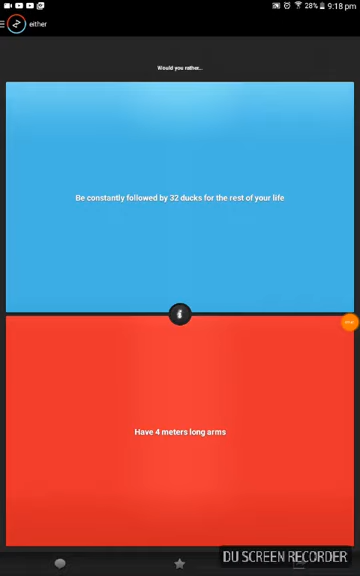 28% 9:18 pm
either
Would you rather...
Be constantly followed by 32 ducks for the rest of your life
Have 4 meters long arms
DU SCREEN RECORDER